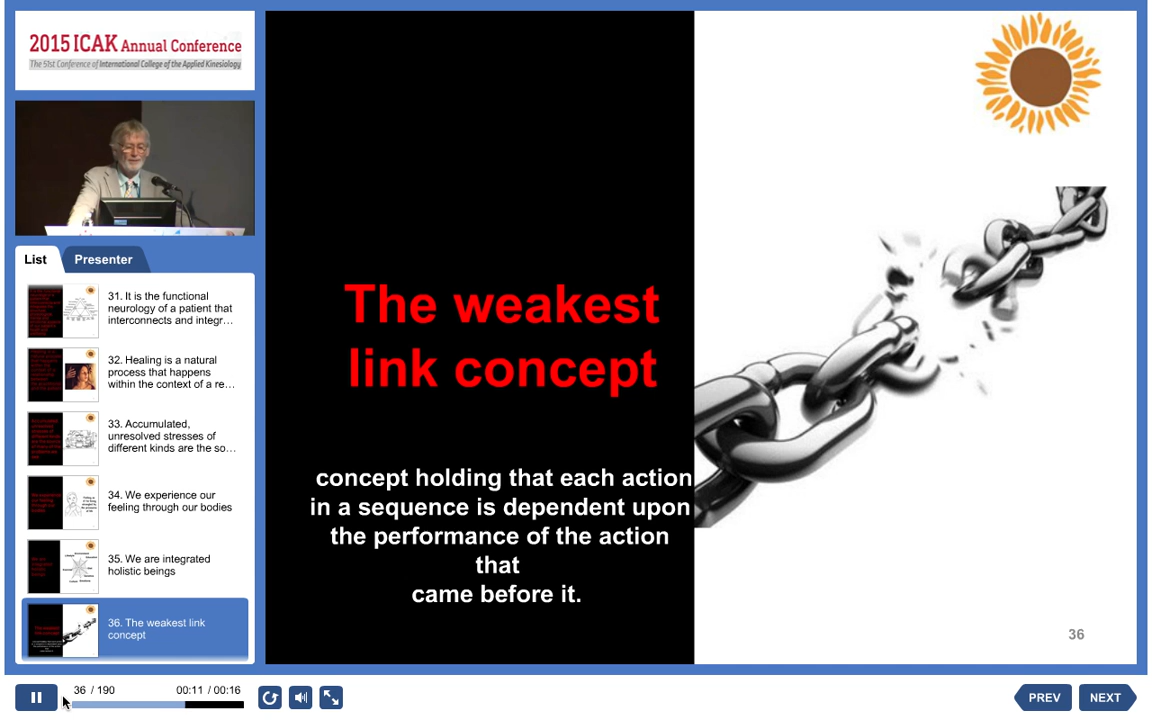 2015 ICAK Annual Conference
The 51st Conference of International College of the Applied Kinesiology
List
Presenter
31. It is the functional
neurology of a patient that
interconnects and integr...
32. Healing is a natural
process that happens
within the context of a re...
33. Accumulated,
unresolved stresses of
different kinds are the so...
34. We experience our
feeling through our bodies
35. We are integrated
holistic beings
36. The weakest link
concept
The weakest
link concept
concept holding that each action
in a sequence is dependent upon
the performance of the action
that
came before it.
36
36 / 190
00:11 / 00:16
PREV
NEXT